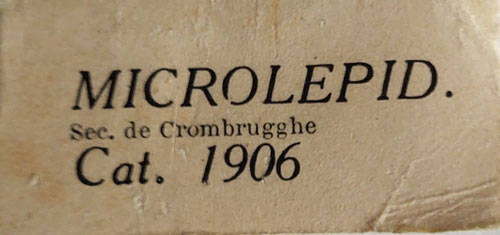 MICROLEPID.
Sec. de Crombrugghe
Cat. 1906